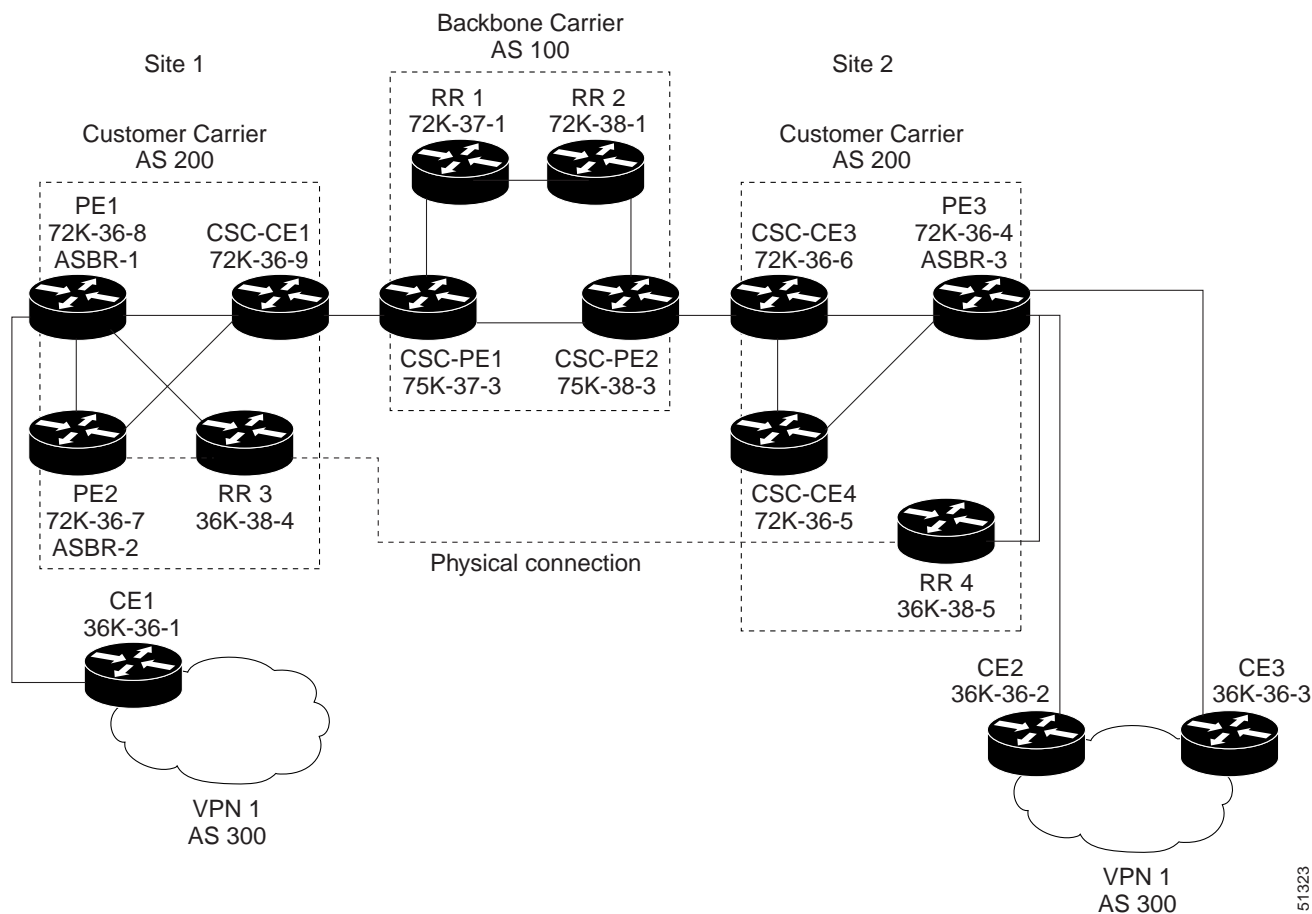 Backbone Carrier
AS 100
Site 1
Site 2
RR 1
72K-37-1
RR 2
72K-38-1
Customer Carrier
AS 200
Customer Carrier
AS 200
PE1
72K-36-8
ASBR-1
CSC-CE1
72K-36-9
CSC-CE3
72K-36-6
PE3
72K-36-4
ASBR-3
CSC-PE1
75K-37-3
CSC-PE2
75K-38-3
PE2
72K-36-7
ASBR-2
RR 3
36K-38-4
CSC-CE4
72K-36-5
Physical connection
RR 4
36K-38-5
CE1
36K-36-1
CE2
36K-36-2
CE3
36K-36-3
VPN 1
AS 300
VPN 1
AS 300
51323